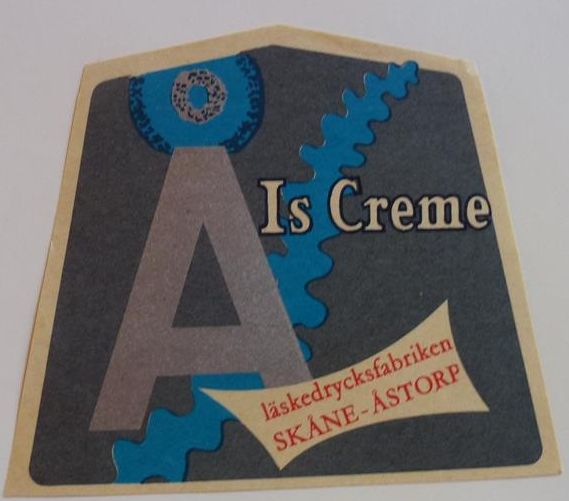 Å
Is Creme
läskedrycksfabriken
SKÅNE-ÅSTORP